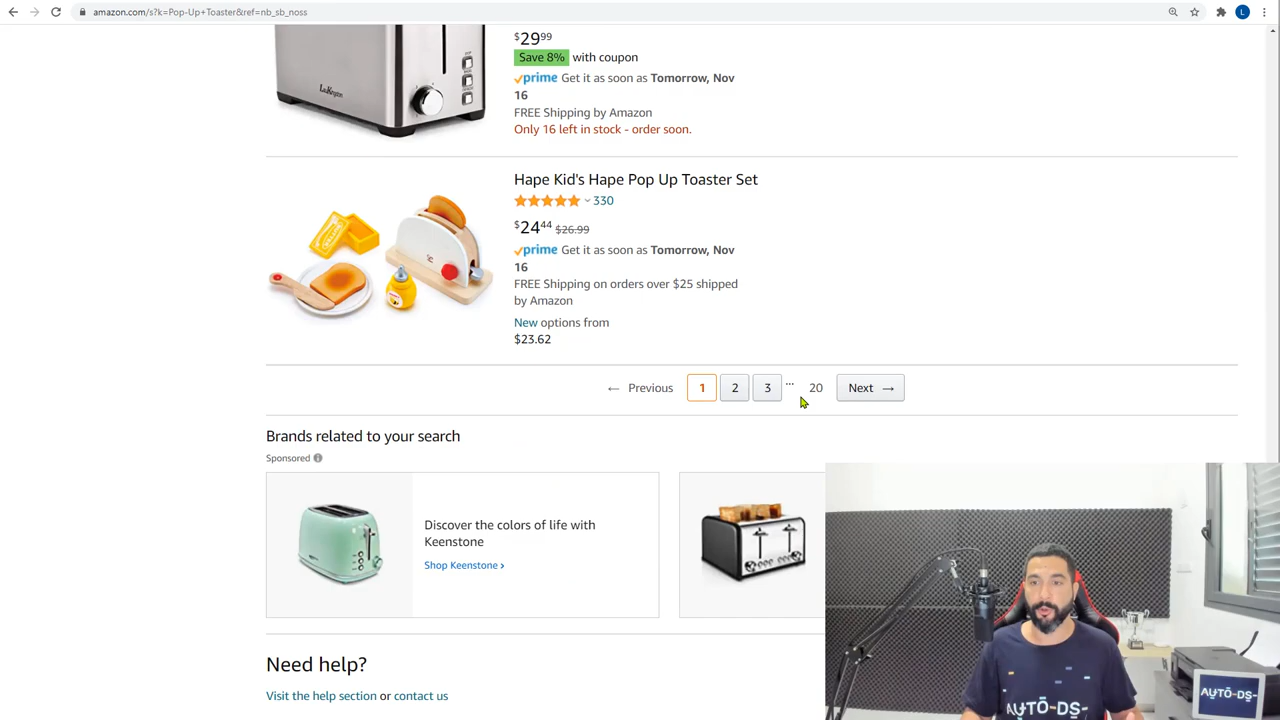 amazon.com/s?k=Pop-Up+Toaster&ref=nb_sb_noss
L
$29.99
Save 8% with coupon
prime Get it as soon as Tomorrow, Nov
16
FREE Shipping by Amazon
Only 16 left in stock - order soon.
Hape Kid's Hape Pop Up Toaster Set
330
$24.44 $26.99
prime Get it as soon as Tomorrow, Nov
16
FREE Shipping on orders over $25 shipped
by Amazon
New options from
$23.62
← Previous 1 2 3 ... 20 Next →
Brands related to your search
Sponsored
Discover the colors of life with
Keenstone
Shop Keenstone ›
Need help?
Visit the help section or contact us
AUTO-DS
AUTO-DS